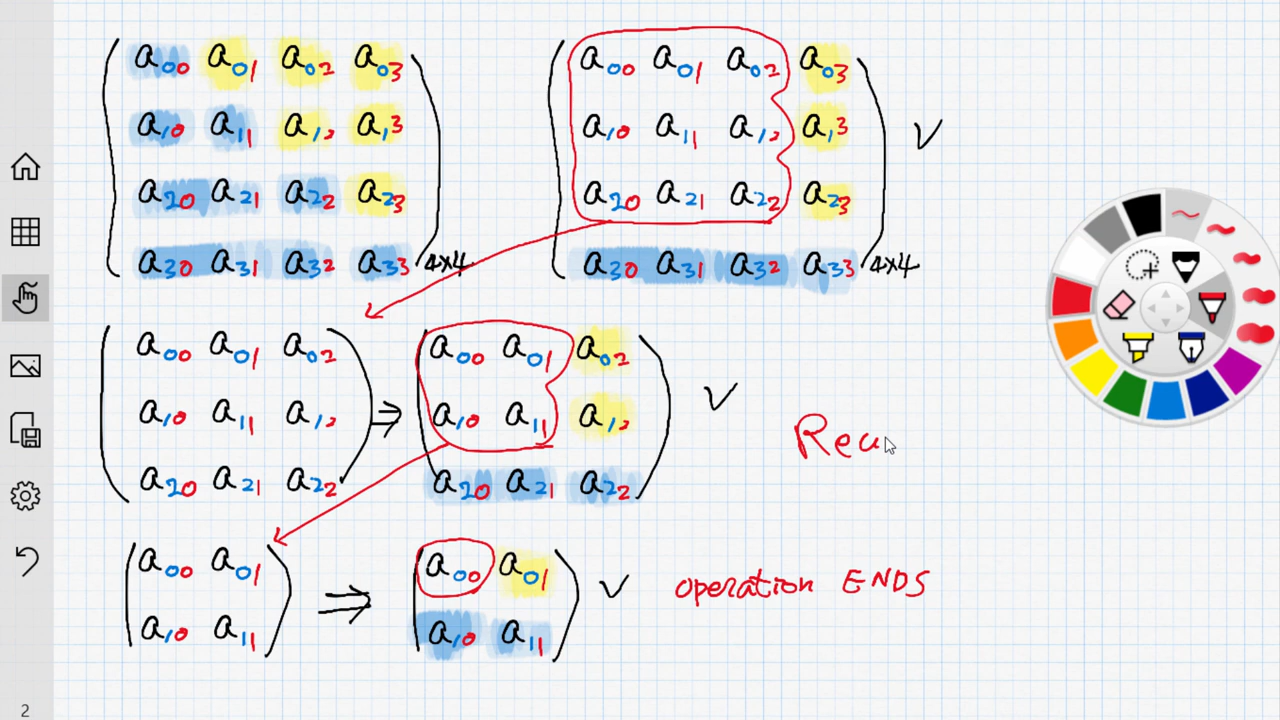 a00 a01 a02 a03
a10 a11 a12 a13
a20 a21 a22 a23
a30 a31 a32 a33 4x4
a00 a01 a02 a03
a10 a11 a12 a13 V
a20 a21 a22 a23
a30 a31 a32 a33 4x4
a00 a01 a02
a10 a11 a12 ⇒
a20 a21 a22
a00 a01 a02
a10 a11 a12 V
a20 a21 a22
Recu
a00 a01
a10 a11 ⇒
a00 a01 V operation ENDS
a10 a11
2